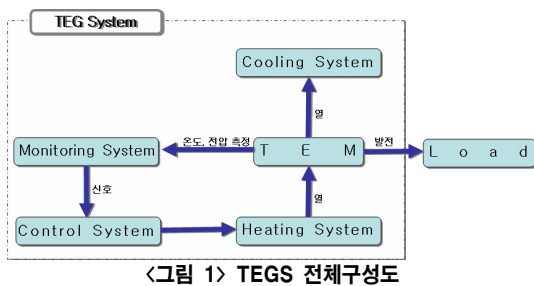 TEG System
Cooling System
열
온도, 전압 측정
발전
Monitoring System
T E M
L o a d
신호
열
Control System
Heating System
<그림 1> TEGS 전체구성도